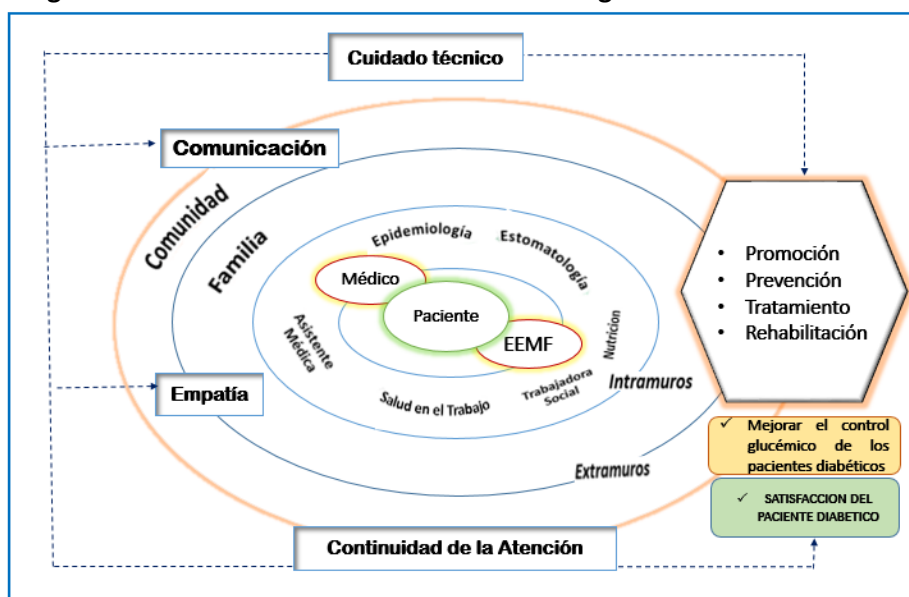 Cuidado técnico
Comunicación
Comunidad
Familia
Epidemiología
Estomatología
Médico
Paciente
EEMF
Asistente
Médica
Nutricion
Salud en el Trabajo
Trabajadora
Social
Intramuros
Empatía
Extramuros
Continuidad de la Atención
• Promoción
• Prevención
• Tratamiento
• Rehabilitación
✓ Mejorar el control
glucémico de los
pacientes diabéticos
✓ SATISFACCION DEL
PACIENTE DIABETICO